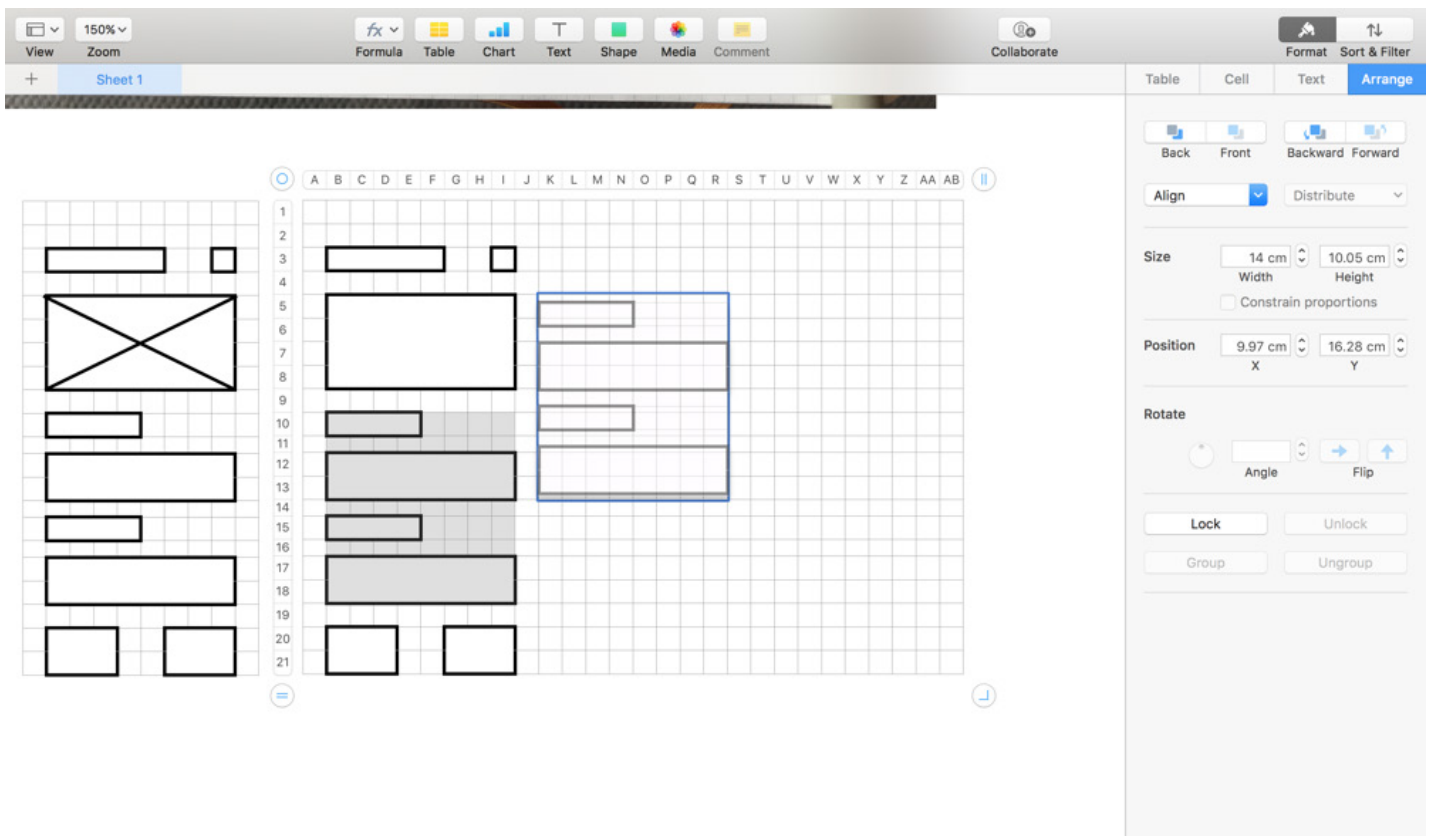 150%
View Zoom Formula Table Chart Text Shape Media Comment Collaborate Format Sort & Filter
+ Sheet 1
Table Cell Text Arrange
Back Front Backward Forward
Align Distribute
Size 14 cm 10.05 cm
Width Height
Constrain proportions
Position 9.97 cm 16.28 cm
X Y
Rotate
Angle Flip
Lock Unlock
Group Ungroup
A B C D E F G H I J K L M N O P Q R S T U V W X Y Z AA AB
1
2
3
4
5
6
7
8
9
10
11
12
13
14
15
16
17
18
19
20
21